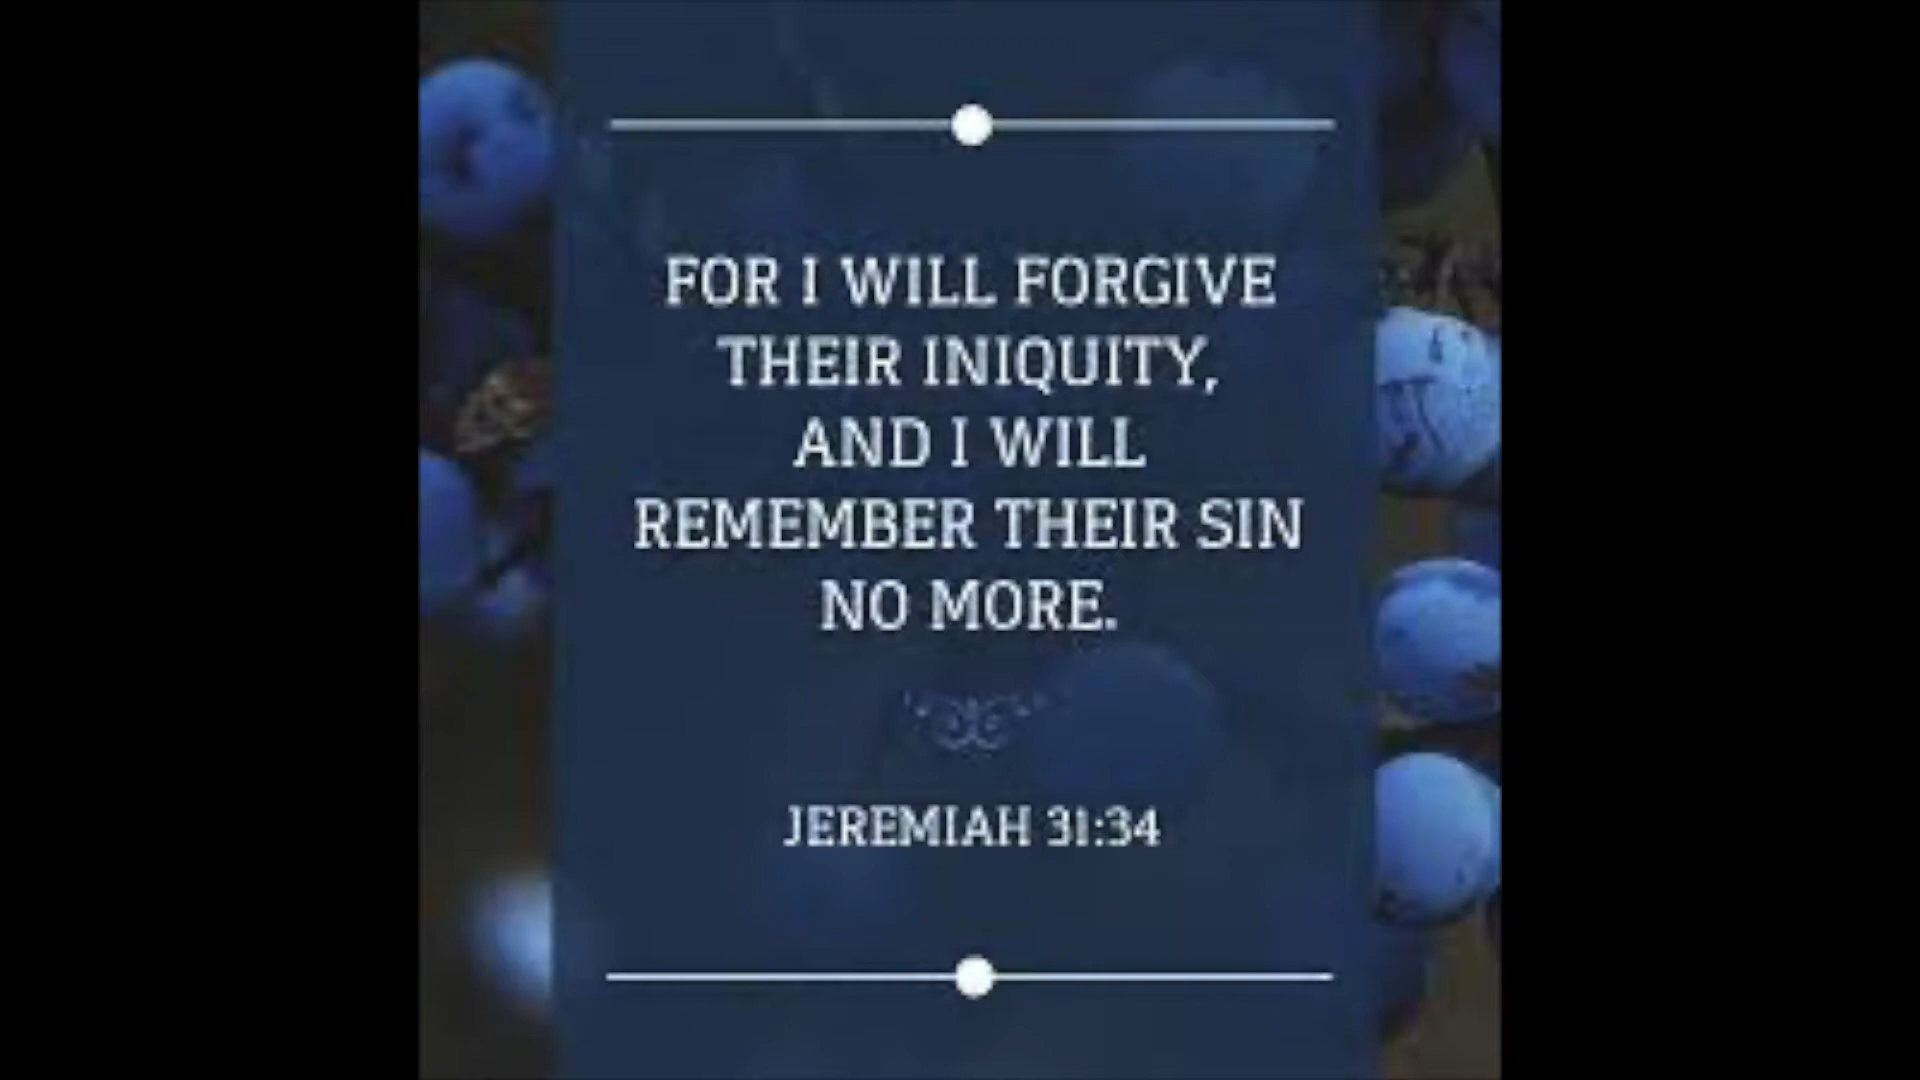 FOR I WILL FORGIVE
THEIR INIQUITY,
AND I WILL
REMEMBER THEIR SIN
NO MORE.
JEREMIAH 31:34